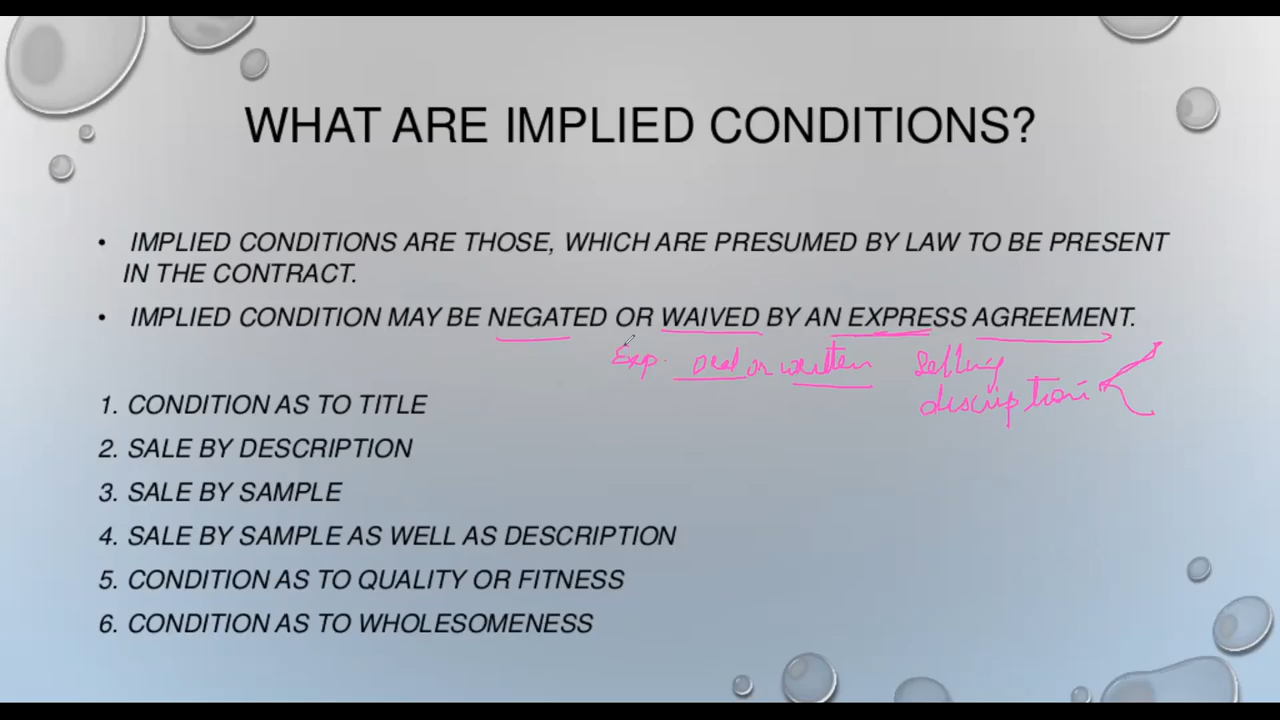 WHAT ARE IMPLIED CONDITIONS?
• IMPLIED CONDITIONS ARE THOSE, WHICH ARE PRESUMED BY LAW TO BE PRESENT
IN THE CONTRACT.
• IMPLIED CONDITION MAY BE NEGATED OR WAIVED BY AN EXPRESS AGREEMENT.
Exp. oral or written selling
description
1. CONDITION AS TO TITLE
2. SALE BY DESCRIPTION
3. SALE BY SAMPLE
4. SALE BY SAMPLE AS WELL AS DESCRIPTION
5. CONDITION AS TO QUALITY OR FITNESS
6. CONDITION AS TO WHOLESOMENESS